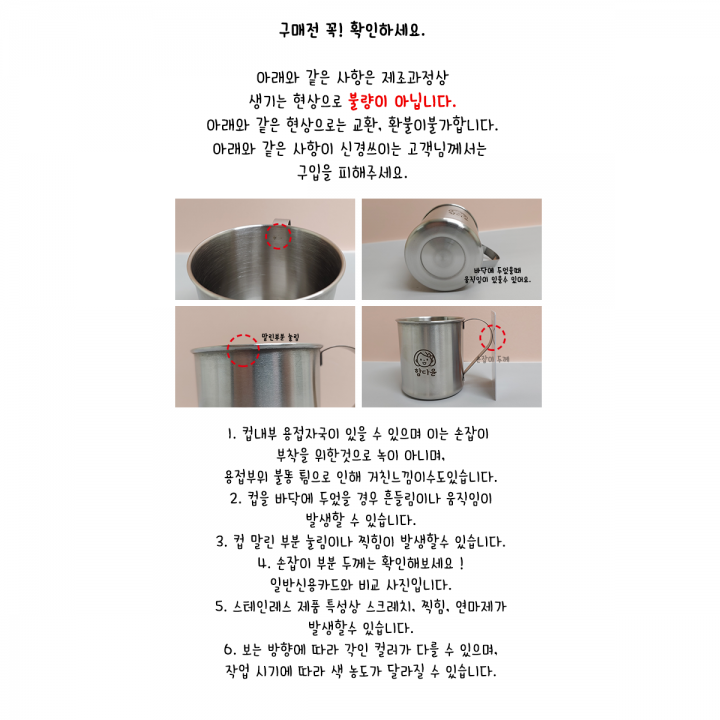 구매전 꼭! 확인하세요.
아래와 같은 사항은 제조과정상
생기는 현상으로 불량이 아닙니다.
아래와 같은 현상으로는 교환, 환불이불가합니다.
아래와 같은 사항이 신경쓰이는 고객님께서는
구입을 피해주세요.
바닥에 두었을때
움직임이 있을수 있어요.
말린부분 눌림
함다윤
손잡이 두께
1. 컵내부 용접자국이 있을 수 있으며 이는 손잡이
부착을 위한것으로 녹이 아니며,
용접부위 불똥 튐으로 인해 거친느낌이수도있습니다.
2. 컵을 바닥에 두었을 경우 흔들림이나 움직임이
발생할 수 있습니다.
3. 컵 말린 부분 눌림이나 찍힘이 발생할수 있습니다.
4. 손잡이 부분 두께는 확인해보세요 !
일반신용카드와 비교 사진입니다.
5. 스테인레스 제품 특성상 스크래치, 찍힘, 연마제가
발생할수 있습니다.
6. 보는 방향에 따라 각인 컬러가 다를 수 있으며,
작업 시기에 따라 색 농도가 달라질 수 있습니다.